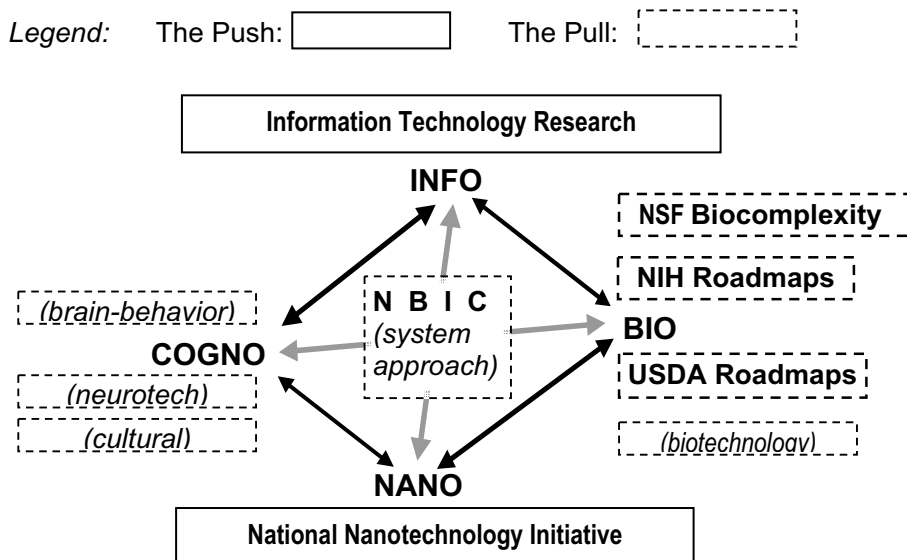 Legend: The Push: The Pull:
Information Technology Research
INFO
NSF Biocomplexity
NIH Roadmaps
(brain-behavior)
N B I C
(system
approach)
COGNO
BIO
(neurotech)
USDA Roadmaps
(cultural)
(biotechnology)
NANO
National Nanotechnology Initiative